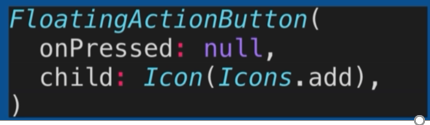 FloatingActionButton(
  onPressed: null,
  child: Icon(Icons.add),
)